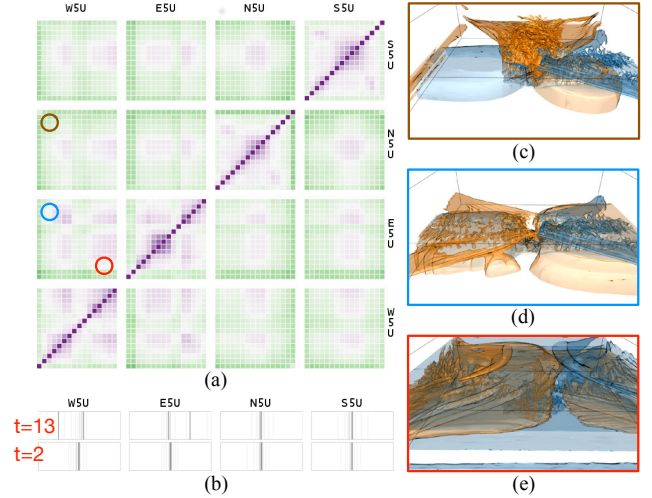 W5U E5U N5U S5U
S5U
N5U
E5U
W5U
(a)
W5U E5U N5U S5U
t=13
t=2
(b)
(c)
(d)
(e)